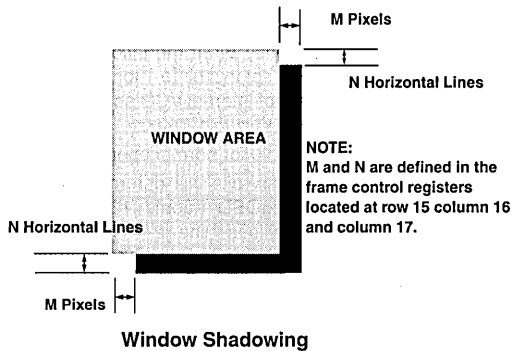 M Pixels
N Horizontal Lines
WINDOW AREA
NOTE:
M and N are defined in the
frame control registers
located at row 15 column 16
and column 17.
N Horizontal Lines
M Pixels
Window Shadowing